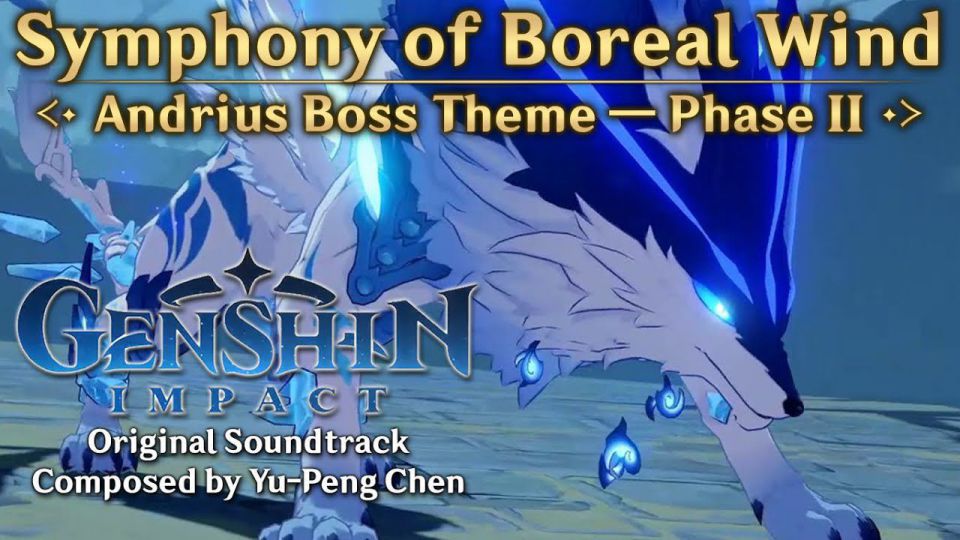 Symphony of Boreal Wind
Andrius Boss Theme — Phase II
GENSHIN
IMPACT
Original Soundtrack
Composed by Yu-Peng Chen